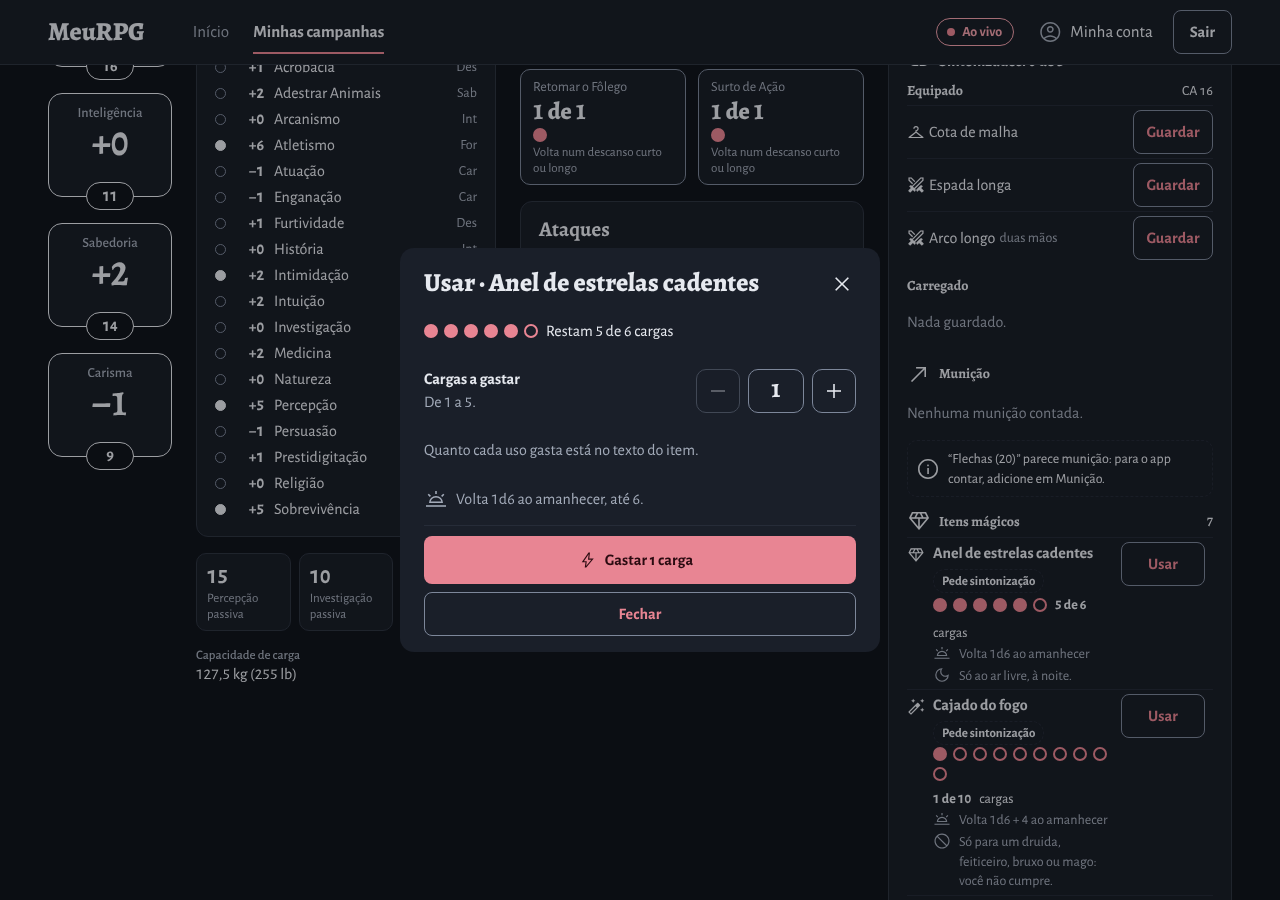 MeuRPG
Início
Minhas campanhas
Ao vivo
Minha conta
Sair
16
Inteligência
+0
11
Sabedoria
+2
14
Carisma
−1
9
+1 Acrobacia Des
+2 Adestrar Animais Sab
+0 Arcanismo Int
+6 Atletismo For
−1 Atuação Car
−1 Enganação Car
+1 Furtividade Des
+0 História
+2 Intimidação
+2 Intuição
+0 Investigação
+2 Medicina
+0 Natureza
+5 Percepção
−1 Persuasão
+1 Prestidigitação
+0 Religião
+5 Sobrevivência
15
Percepção
passiva
10
Investigação
passiva
Capacidade de carga
127,5 kg (255 lb)
Retomar o Fôlego
1 de 1
Volta num descanso curto
ou longo
Surto de Ação
1 de 1
Volta num descanso curto
ou longo
Ataques
Usar · Anel de estrelas cadentes
Restam 5 de 6 cargas
Cargas a gastar
De 1 a 5.
1
Quanto cada uso gasta está no texto do item.
Volta 1d6 ao amanhecer, até 6.
Gastar 1 carga
Fechar
Equipado CA 16
Cota de malha Guardar
Espada longa Guardar
Arco longo duas mãos Guardar
Carregado
Nada guardado.
Munição
Nenhuma munição contada.
“Flechas (20)” parece munição: para o app
contar, adicione em Munição.
Itens mágicos 7
Anel de estrelas cadentes Usar
Pede sintonização
5 de 6
cargas
Volta 1d6 ao amanhecer
Só ao ar livre, à noite.
Cajado do fogo Usar
Pede sintonização
1 de 10 cargas
Volta 1d6 + 4 ao amanhecer
Só para um druida,
feiticeiro, bruxo ou mago:
você não cumpre.